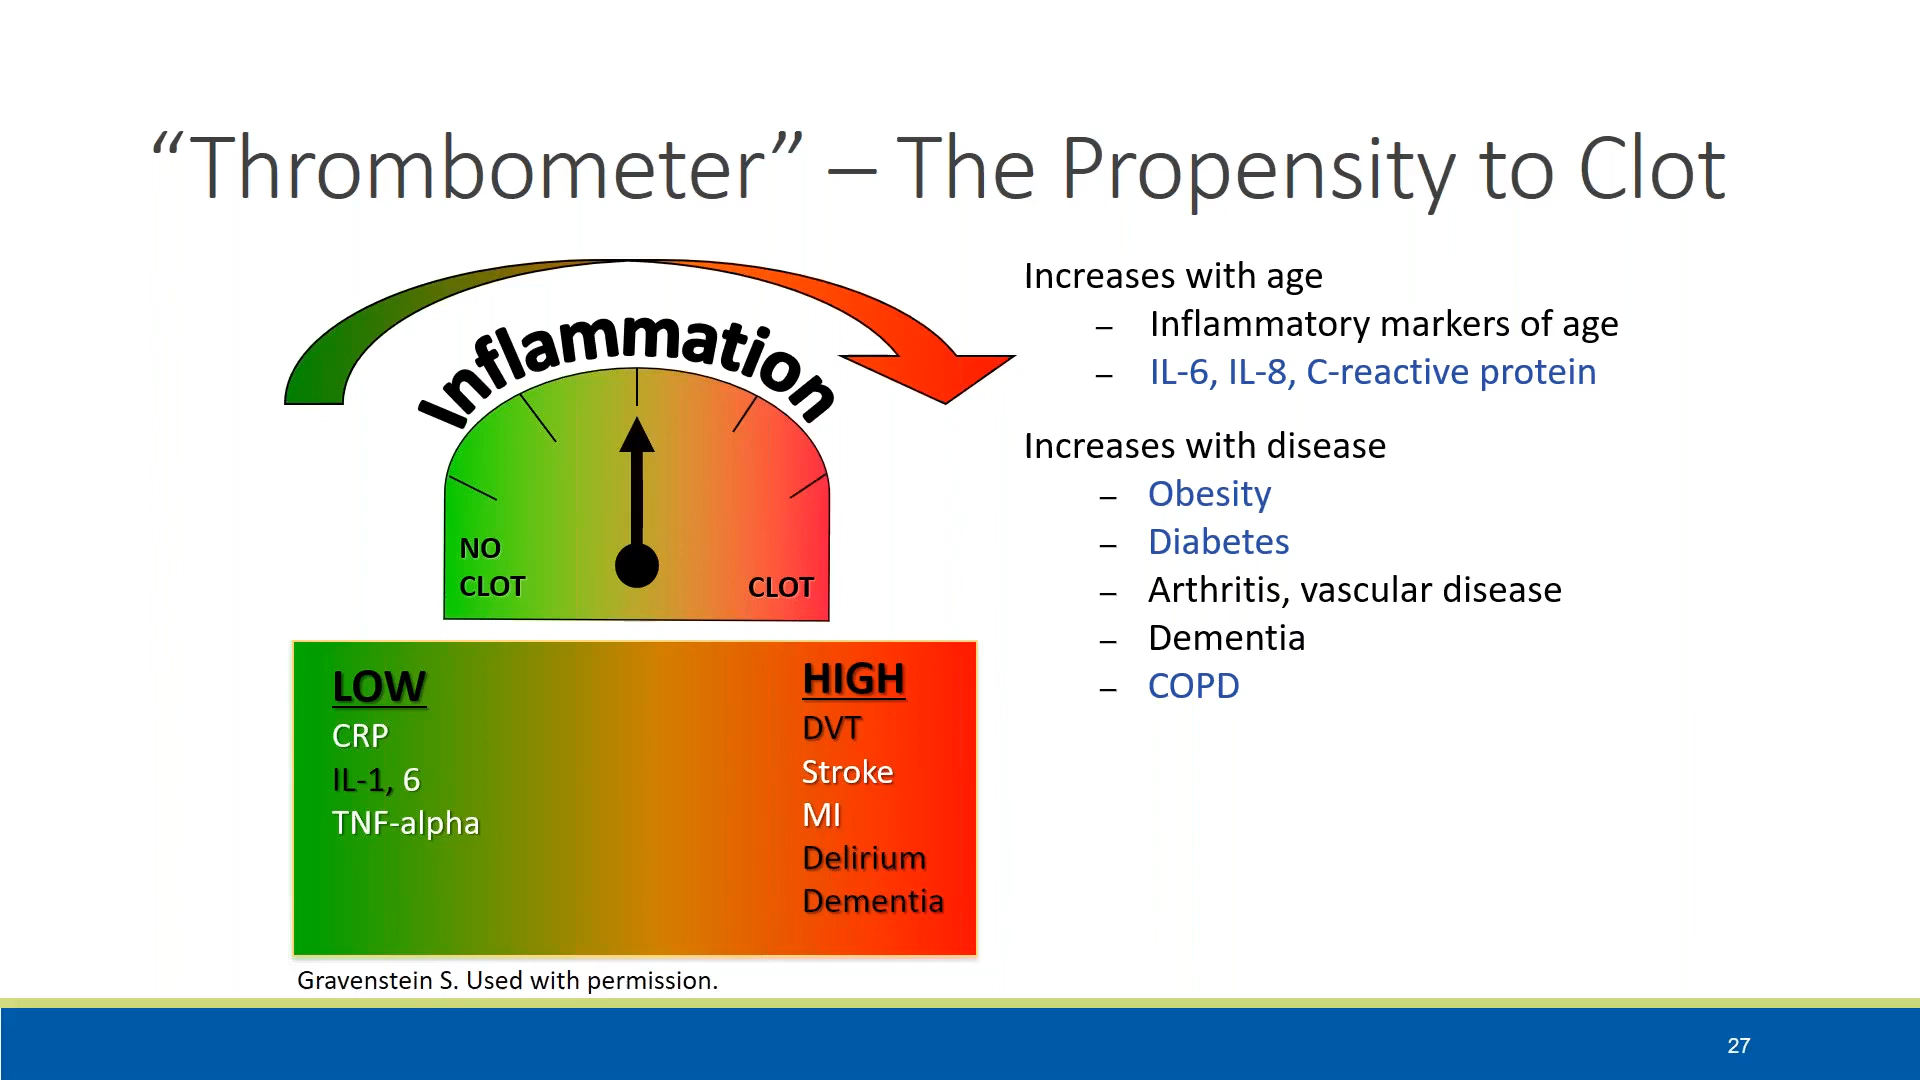 “Thrombometer” – The Propensity to Clot
Inflammation
NO
CLOT
CLOT
LOW
CRP
IL-1, 6
TNF-alpha
HIGH
DVT
Stroke
MI
Delirium
Dementia
Gravenstein S. Used with permission.
Increases with age
– Inflammatory markers of age
– IL-6, IL-8, C-reactive protein
Increases with disease
– Obesity
– Diabetes
– Arthritis, vascular disease
– Dementia
– COPD
27